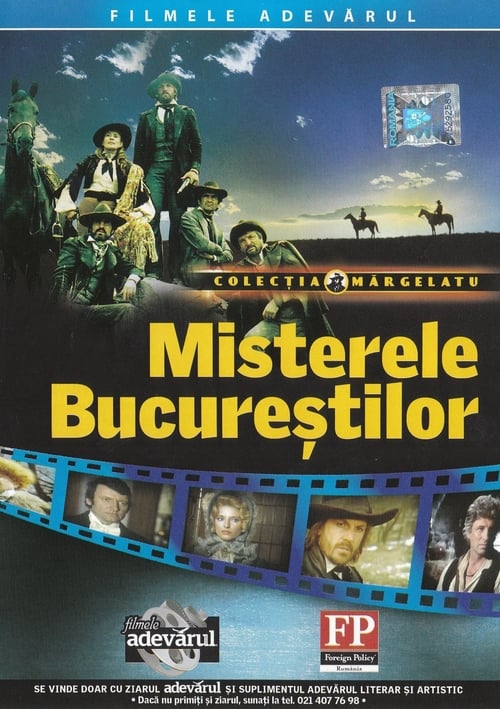 FILMELE ADEVĂRUL
ROMANIA
COLECȚIA MĂRGELATU
Misterele
Bucureștilor
filmele
adevărul
FP
Foreign Policy
România
SE VINDE DOAR CU ZIARUL adevărul ȘI SUPLIMENTUL ADEVĂRUL LITERAR ȘI ARTISTIC
• Dacă nu primiți și ziarul, sunați la tel. 021 407 76 98 •